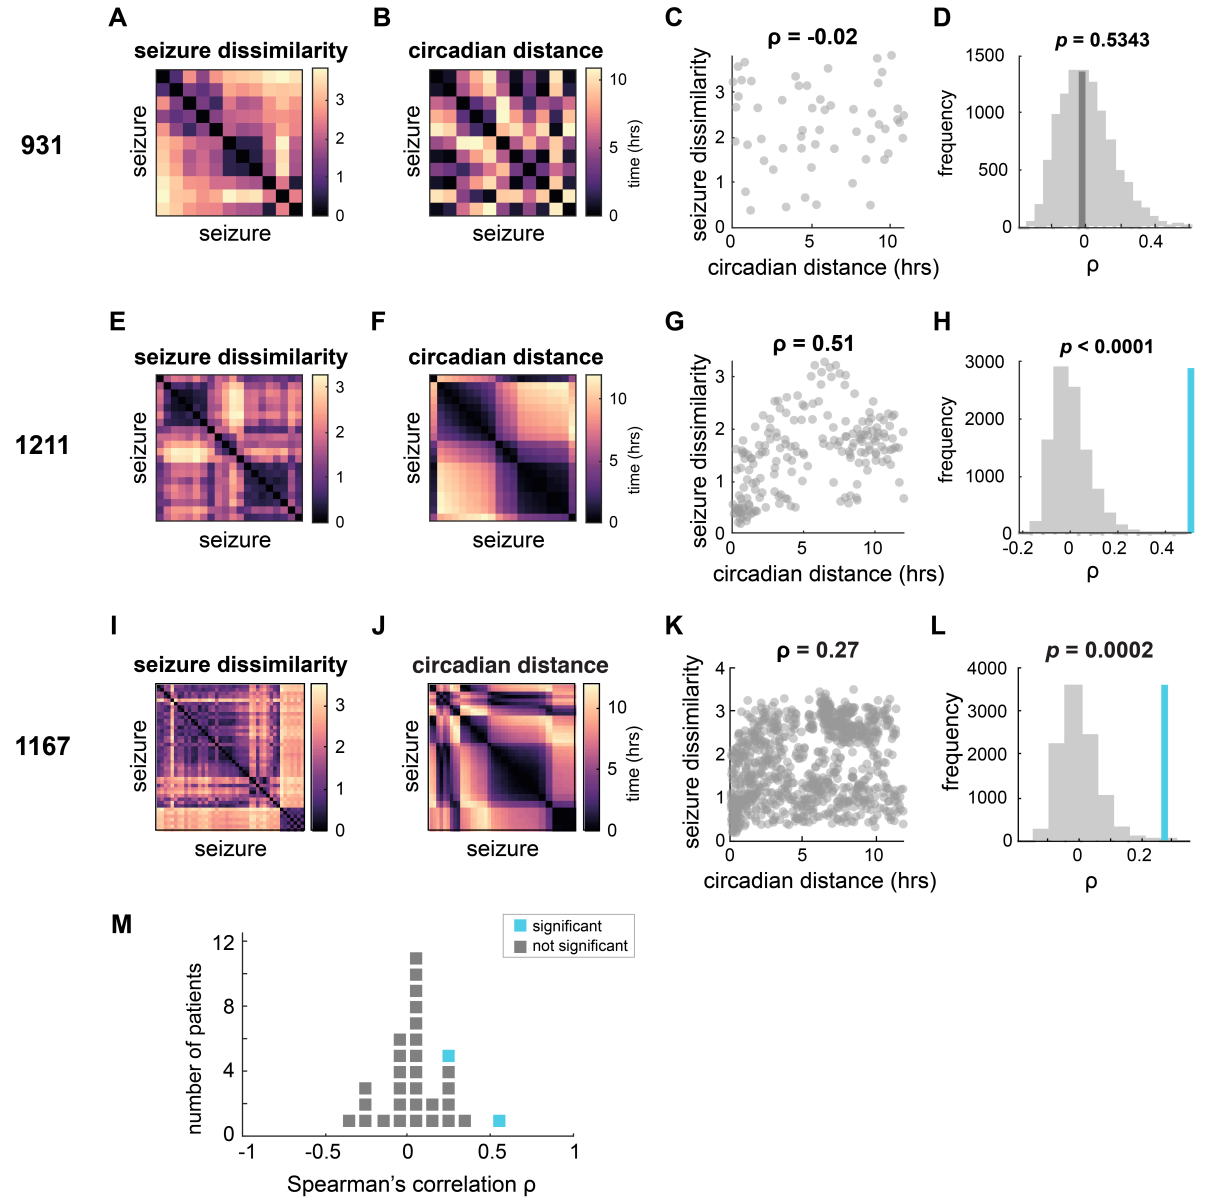 A
B
C
D
seizure dissimilarity
circadian distance
ρ = -0.02
p = 0.5343
931
seizure
seizure
3
2
1
0
seizure
seizure
10
5
0
time (hrs)
seizure dissimilarity
3
2
1
0
0
5
10
circadian distance (hrs)
frequency
1500
1000
500
0
0
0.4
ρ
E
F
G
H
seizure dissimilarity
circadian distance
ρ = 0.51
p < 0.0001
1211
seizure
seizure
3
2
1
0
seizure
seizure
10
5
0
time (hrs)
seizure dissimilarity
3
2
1
0
0
5
10
circadian distance (hrs)
frequency
3000
2000
1000
0
-0.2
0
0.2
0.4
ρ
I
J
K
L
seizure dissimilarity
circadian distance
ρ = 0.27
p = 0.0002
1167
seizure
seizure
3
2
1
0
seizure
seizure
10
5
0
time (hrs)
seizure dissimilarity
4
3
2
1
0
0
5
10
circadian distance (hrs)
frequency
4000
3000
2000
1000
0
0
0.2
ρ
M
significant
not significant
number of patients
12
8
4
0
-1
-0.5
0
0.5
1
Spearman's correlation ρ